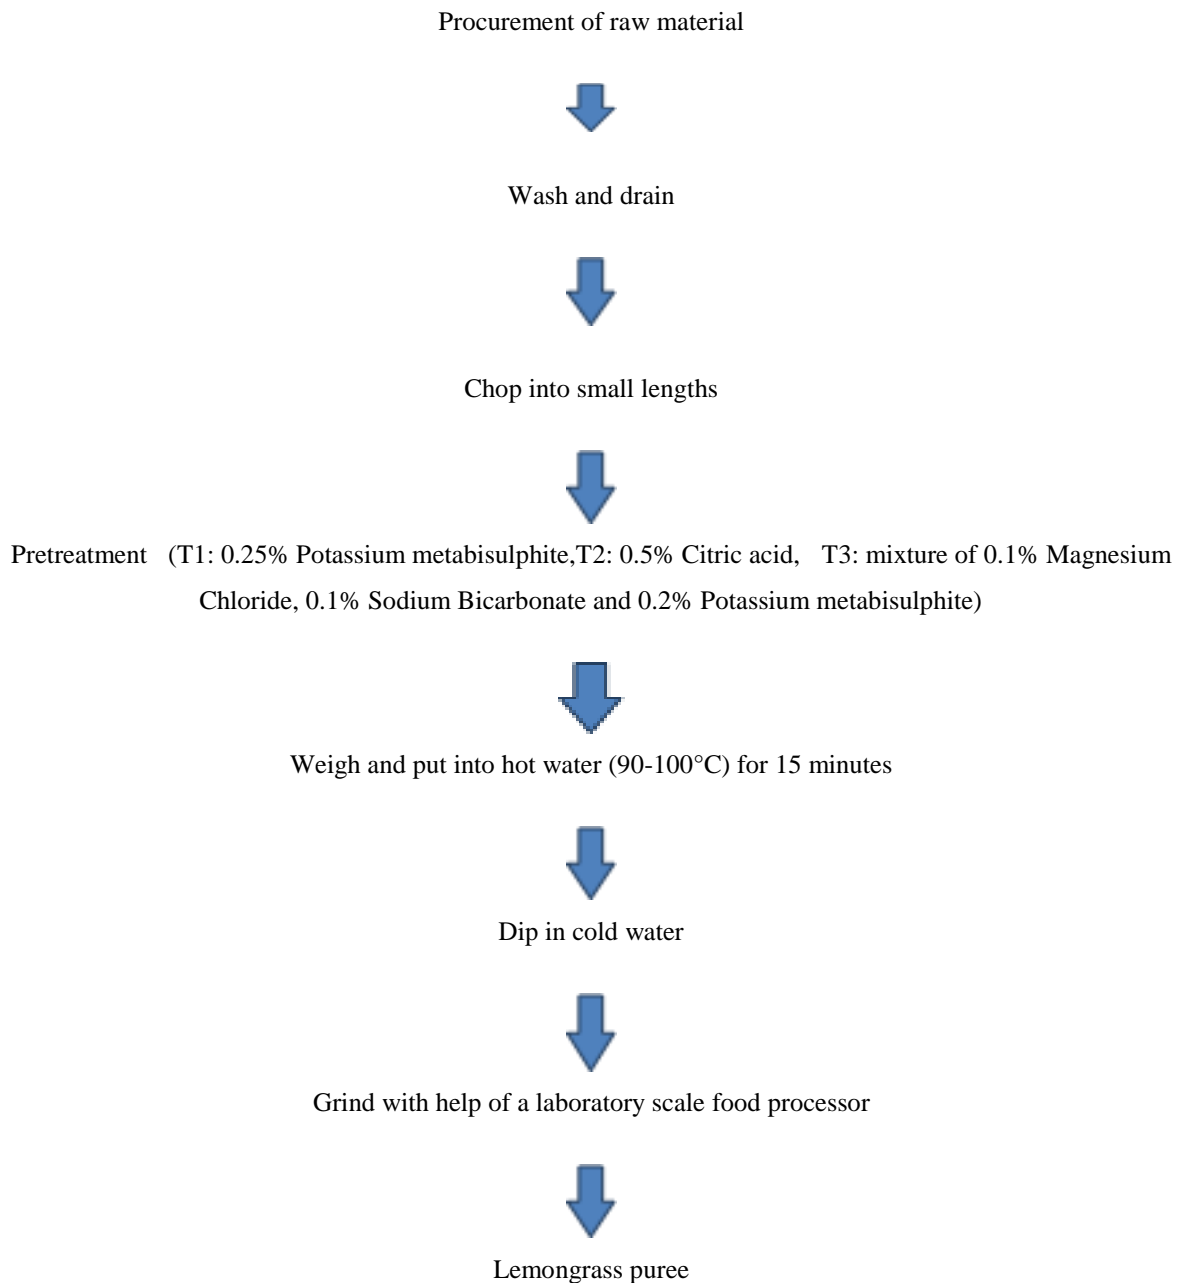 Procurement of raw material
Wash and drain
Chop into small lengths
Pretreatment (T1: 0.25% Potassium metabisulphite,T2: 0.5% Citric acid, T3: mixture of 0.1% Magnesium
Chloride, 0.1% Sodium Bicarbonate and 0.2% Potassium metabisulphite)
Weigh and put into hot water (90-100°C) for 15 minutes
Dip in cold water
Grind with help of a laboratory scale food processor
Lemongrass puree